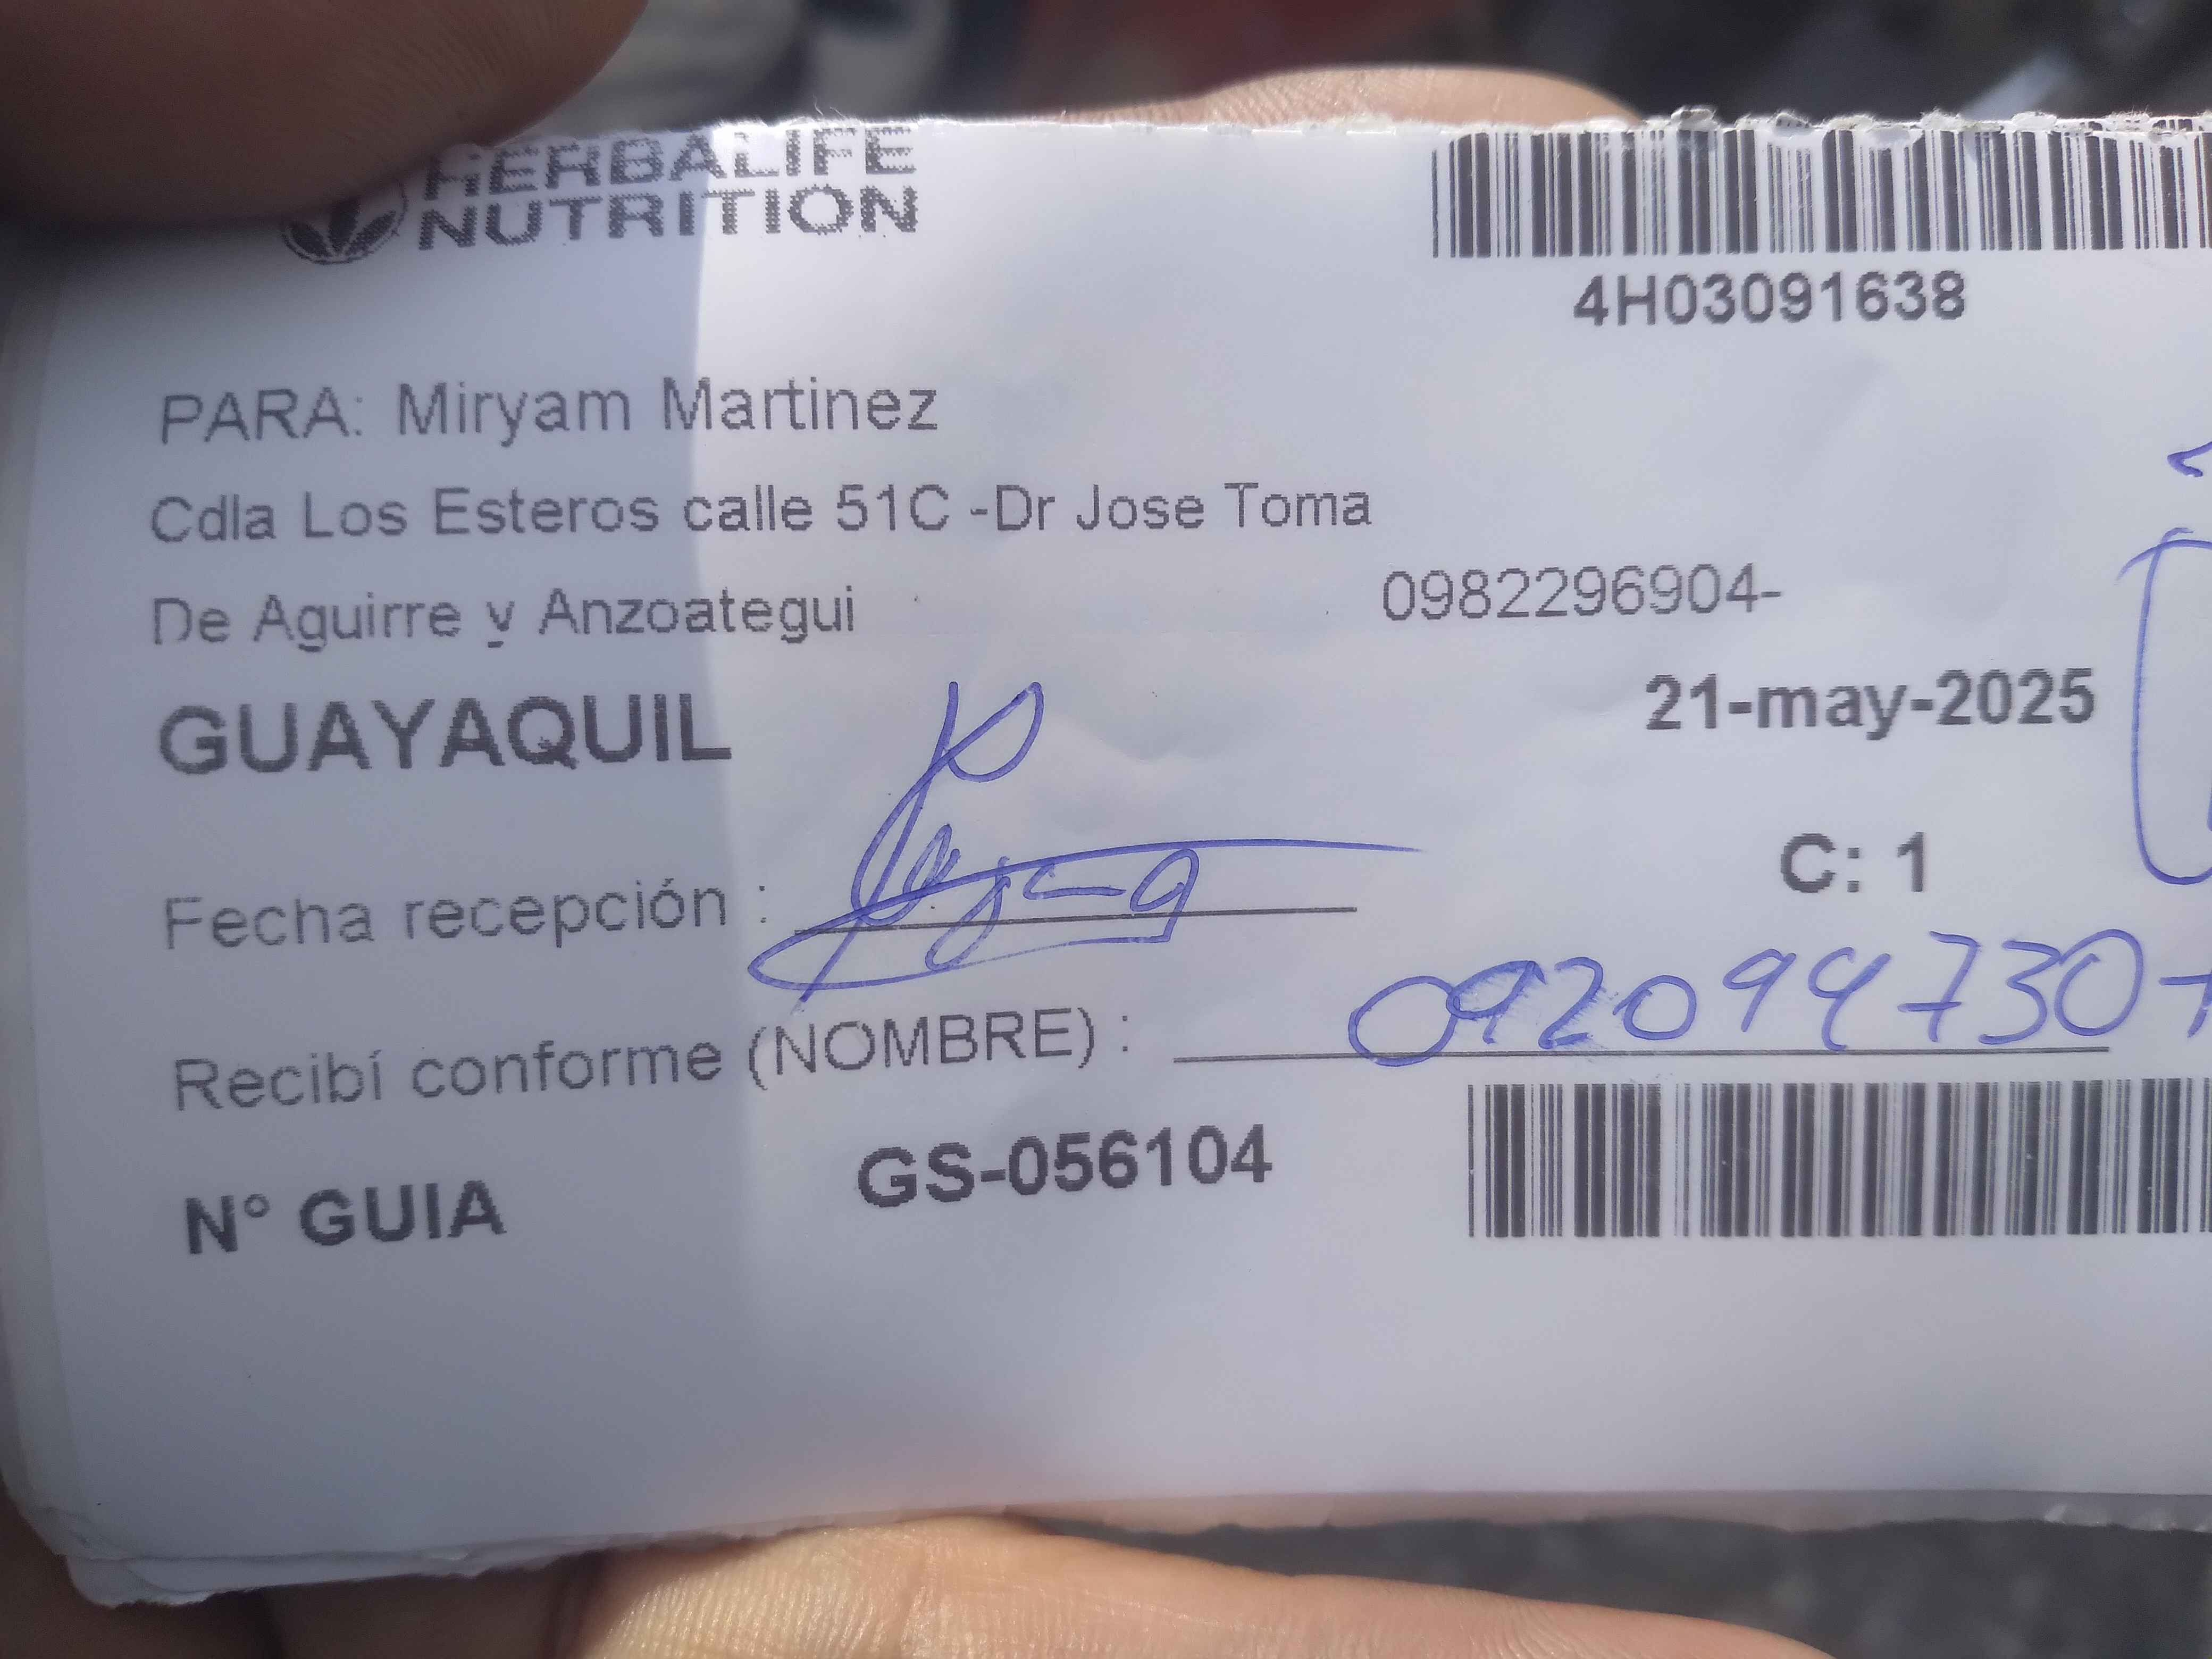 HERBALIFE
NUTRITION
4H03091638
PARA: Miryam Martinez
Cdla Los Esteros calle 51C -Dr Jose Toma
De Aguirre y Anzoategui
0982296904-
GUAYAQUIL
21-may-2025
C: 1
Fecha recepción :
Recibí conforme (NOMBRE) :
N° GUIA
GS-056104